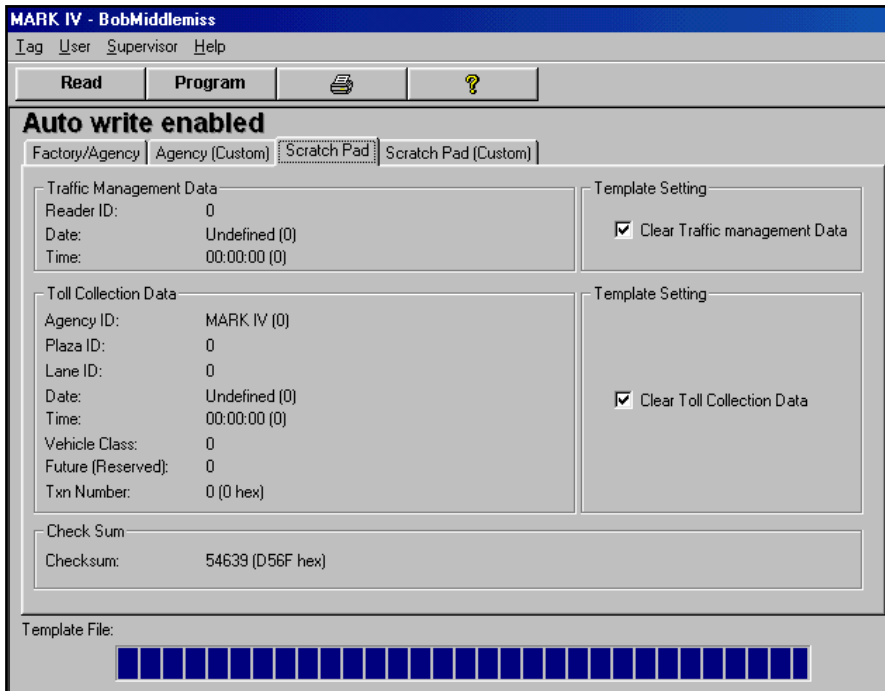 MARK IV - BobMiddlemiss
Tag User Supervisor Help
Read Program
Auto write enabled
Factory/Agency Agency (Custom) Scratch Pad Scratch Pad (Custom)
Traffic Management Data
Reader ID: 0
Date: Undefined (0)
Time: 00:00:00 (0)
Template Setting
Clear Traffic management Data
Toll Collection Data
Agency ID: MARK IV (0)
Plaza ID: 0
Lane ID: 0
Date: Undefined (0)
Time: 00:00:00 (0)
Vehicle Class: 0
Future (Reserved): 0
Txn Number: 0 (0 hex)
Template Setting
Clear Toll Collection Data
Check Sum
Checksum: 54639 (D56F hex)
Template File: